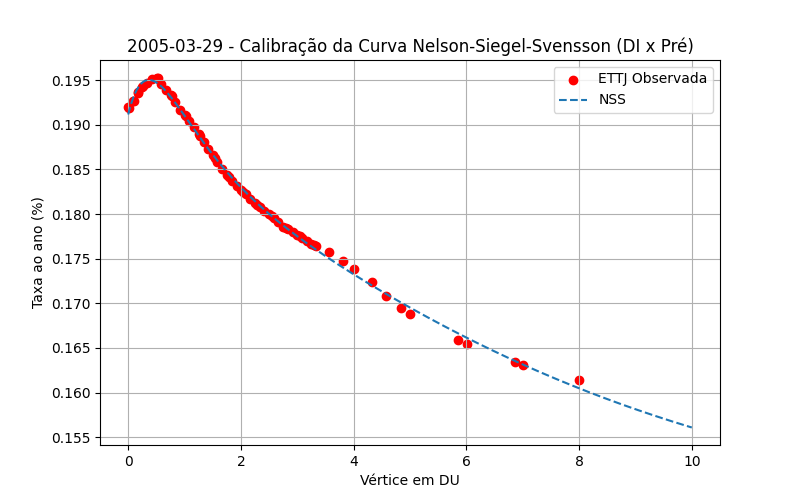 2005-03-29 - Calibração da Curva Nelson-Siegel-Svensson (DI x Pré)
ETTJ Observada
NSS
Taxa ao ano (%)
0.195
0.190
0.185
0.180
0.175
0.170
0.165
0.160
0.155
0 2 4 6 8 10
Vértice em DU